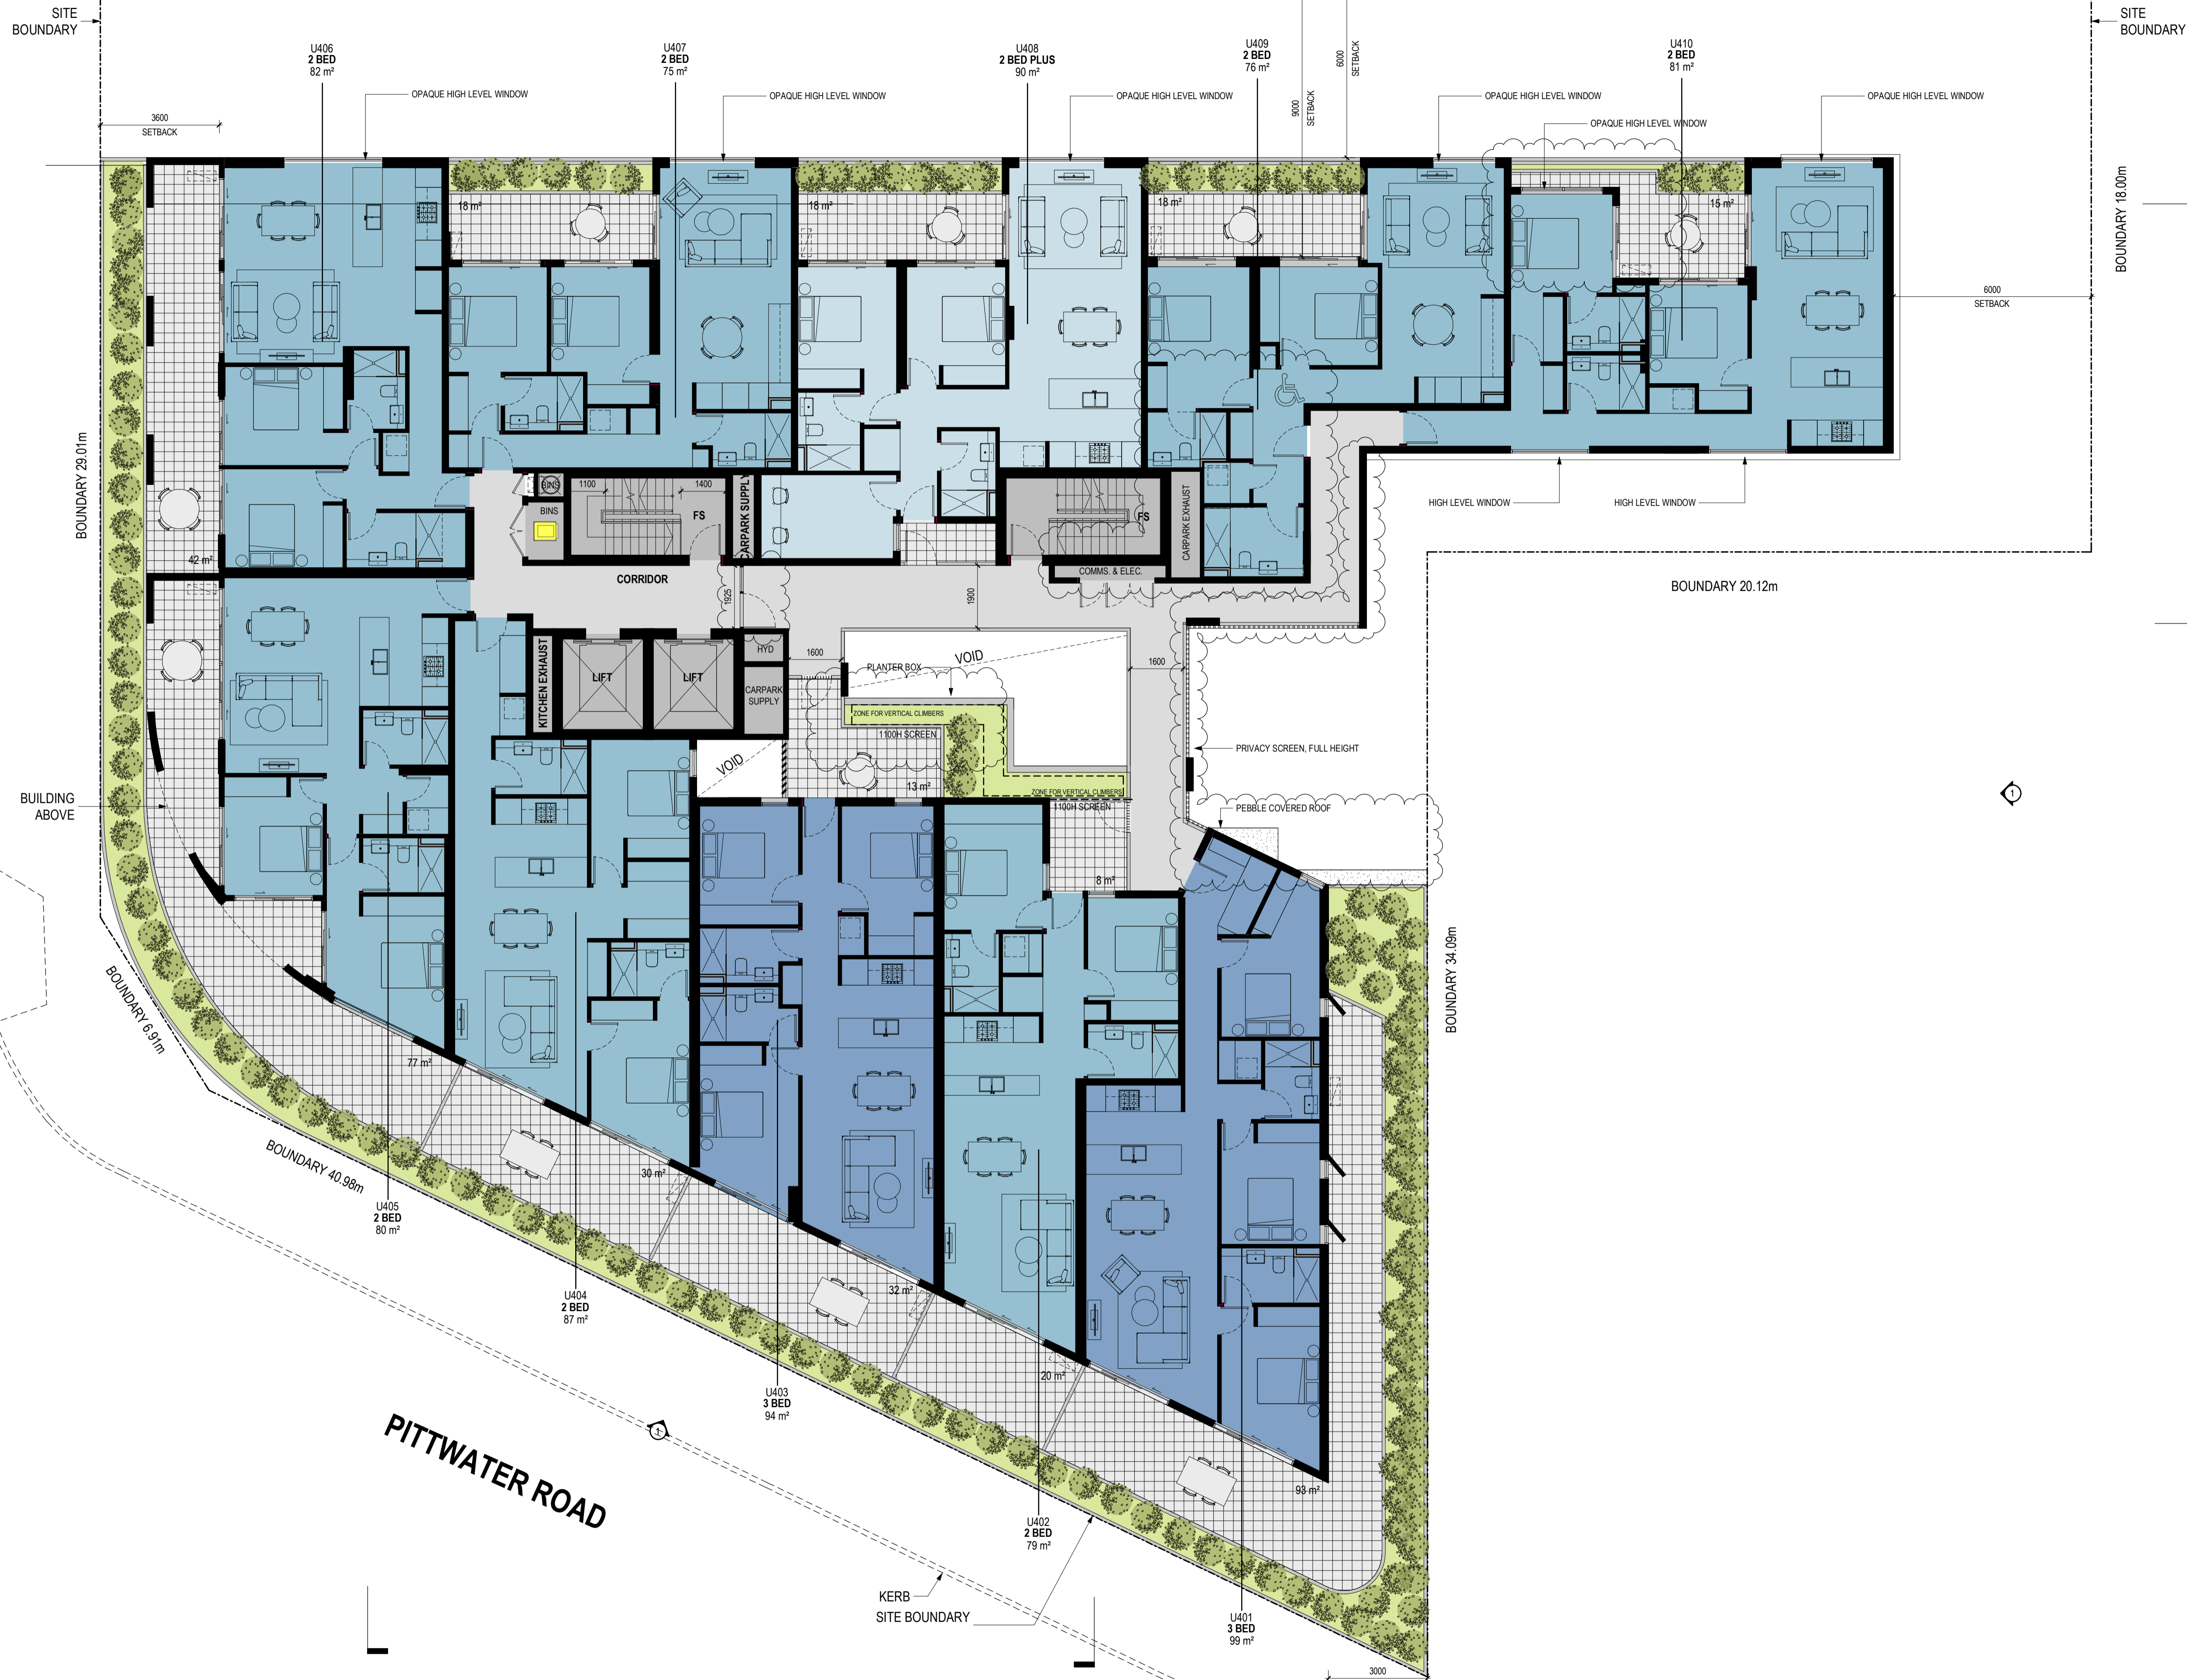 SITE
BOUNDARY
SITE
BOUNDARY
U406
2 BED
82 m²
U407
2 BED
75 m²
U408
2 BED PLUS
90 m²
U409
2 BED
76 m²
U410
2 BED
81 m²
6000
SETBACK
9000
SETBACK
OPAQUE HIGH LEVEL WINDOW
OPAQUE HIGH LEVEL WINDOW
OPAQUE HIGH LEVEL WINDOW
OPAQUE HIGH LEVEL WINDOW
OPAQUE HIGH LEVEL WINDOW
OPAQUE HIGH LEVEL WINDOW
3600
SETBACK
18 m²
18 m²
18 m²
15 m²
BOUNDARY 18.00m
6000
SETBACK
BOUNDARY 29.01m
42 m²
BINS
BINS
1100
1400
FS
CARPARK SUPPLY
FS
CARPARK EXHAUST
HIGH LEVEL WINDOW
HIGH LEVEL WINDOW
CORRIDOR
1925
1900
COMMS. & ELEC.
BOUNDARY 20.12m
KITCHEN EXHAUST
LIFT
LIFT
HYD
CARPARK
SUPPLY
1600
PLANTER BOX
VOID
1600
ZONE FOR VERTICAL CLIMBERS
1100H SCREEN
VOID
13 m²
ZONE FOR VERTICAL CLIMBERS
1100H SCREEN
PRIVACY SCREEN, FULL HEIGHT
PEBBLE COVERED ROOF
8 m²
1
BUILDING
ABOVE
BOUNDARY 34.09m
BOUNDARY 6.91m
77 m²
BOUNDARY 40.98m
30 m²
32 m²
20 m²
93 m²
U405
2 BED
80 m²
U404
2 BED
87 m²
U403
3 BED
94 m²
U402
2 BED
79 m²
U401
3 BED
99 m²
PITTWATER ROAD
1
KERB
SITE BOUNDARY
3000